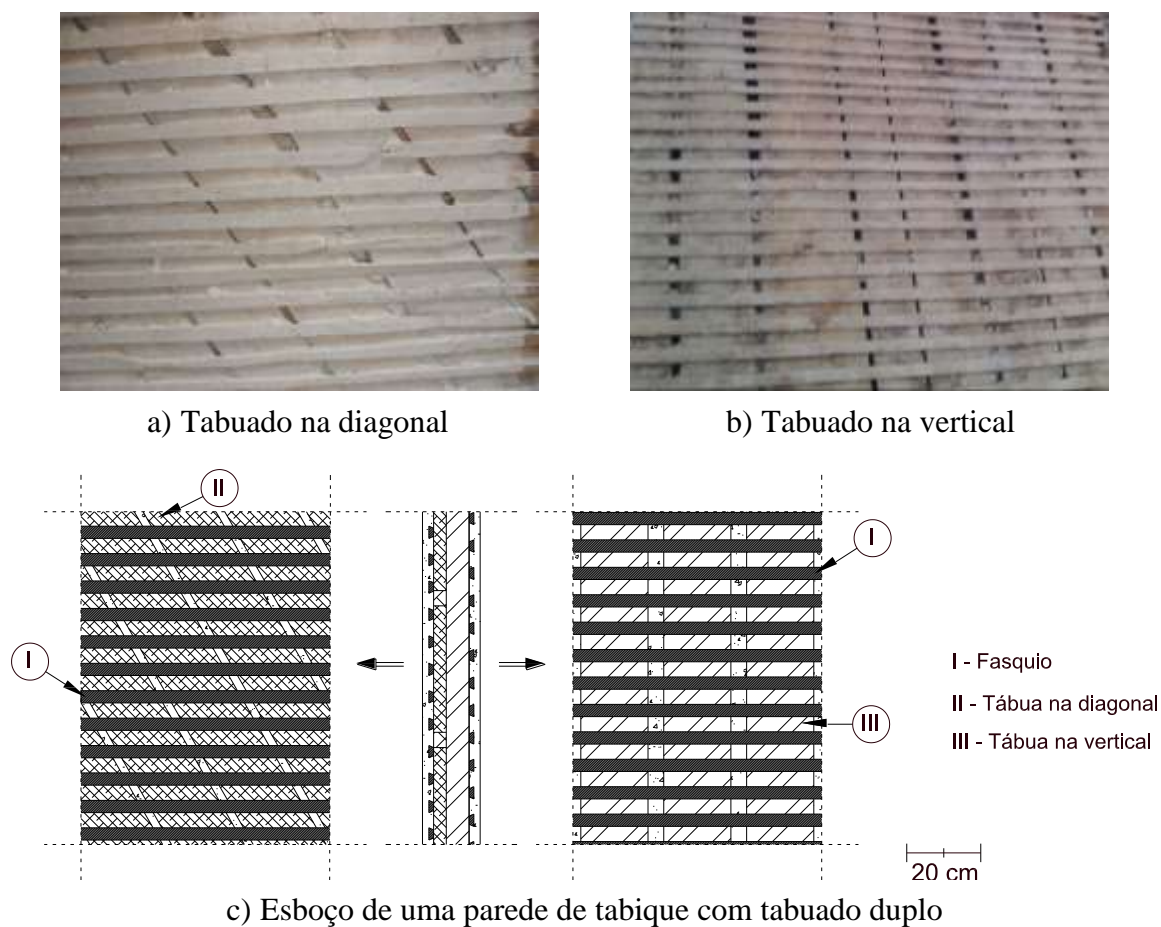 a) Tabuado na diagonal
b) Tabuado na vertical
II
I
I
III
I - Fasquio
II - Tábua na diagonal
III - Tábua na vertical
20 cm
c) Esboço de uma parede de tabique com tabuado duplo